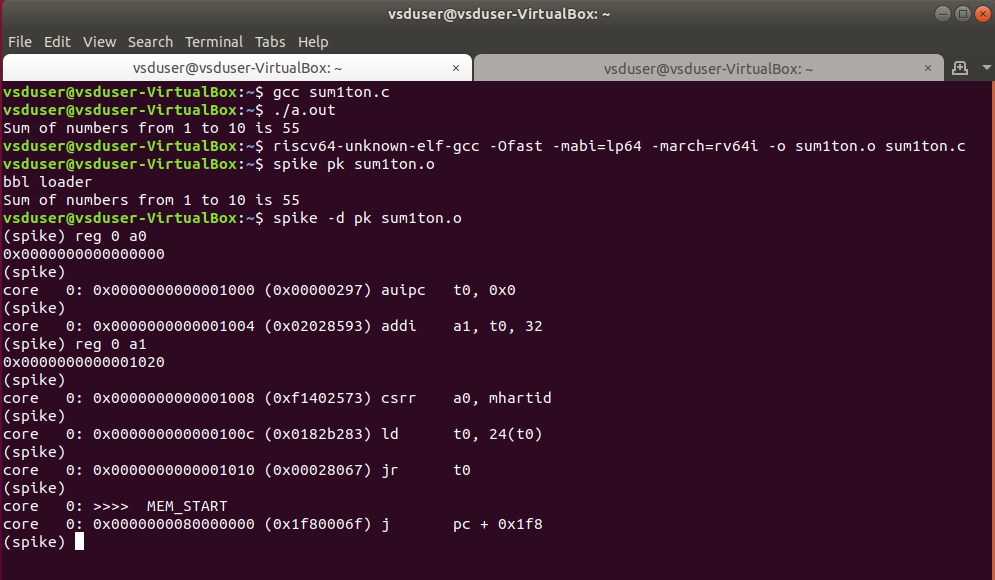 vsduser@vsduser-VirtualBox: ~
File Edit View Search Terminal Tabs Help
vsduser@vsduser-VirtualBox: ~ × vsduser@vsduser-VirtualBox: ~ ×
vsduser@vsduser-VirtualBox:~$ gcc sum1ton.c
vsduser@vsduser-VirtualBox:~$ ./a.out
Sum of numbers from 1 to 10 is 55
vsduser@vsduser-VirtualBox:~$ riscv64-unknown-elf-gcc -Ofast -mabi=lp64 -march=rv64i -o sum1ton.o sum1ton.c
vsduser@vsduser-VirtualBox:~$ spike pk sum1ton.o
bbl loader
Sum of numbers from 1 to 10 is 55
vsduser@vsduser-VirtualBox:~$ spike -d pk sum1ton.o
(spike) reg 0 a0
0x0000000000000000
(spike)
core   0: 0x0000000000001000 (0x00000297) auipc   t0, 0x0
(spike)
core   0: 0x0000000000001004 (0x02028593) addi    a1, t0, 32
(spike) reg 0 a1
0x0000000000001020
(spike)
core   0: 0x0000000000001008 (0xf1402573) csrr    a0, mhartid
(spike)
core   0: 0x000000000000100c (0x0182b283) ld      t0, 24(t0)
(spike)
core   0: 0x0000000000001010 (0x00028067) jr      t0
(spike)
core   0: >>>>  MEM_START
core   0: 0x0000000080000000 (0x1f80006f) j       pc + 0x1f8
(spike)